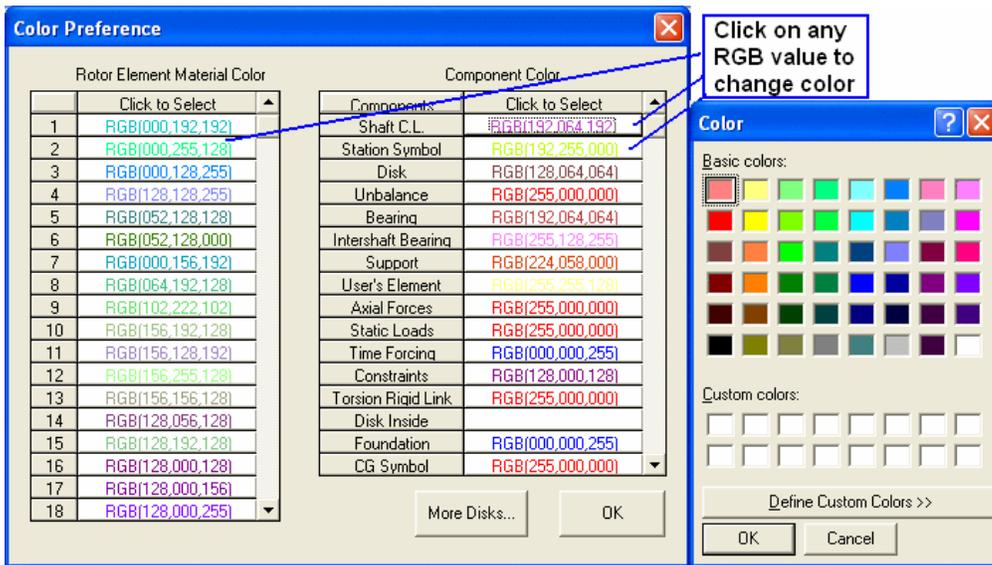 Color Preference
Rotor Element Material Color
Click to Select
1 RGB(000,192,192)
2 RGB(000,255,128)
3 RGB(000,128,255)
4 RGB(128,128,255)
5 RGB(052,128,128)
6 RGB(052,128,000)
7 RGB(000,156,192)
8 RGB(064,192,128)
9 RGB(102,222,102)
10 RGB(156,192,128)
11 RGB(156,128,192)
12 RGB(156,255,128)
13 RGB(156,156,128)
14 RGB(128,056,128)
15 RGB(128,192,128)
16 RGB(128,000,128)
17 RGB(128,000,156)
18 RGB(128,000,255)
Component Color
Components Click to Select
Shaft C.L. RGB(192,064,192)
Station Symbol RGB(192,255,000)
Disk RGB(128,064,064)
Unbalance RGB(255,000,000)
Bearing RGB(192,064,064)
Intershaft Bearing RGB(255,128,255)
Support RGB(224,058,000)
User's Element RGB(255,255,128)
Axial Forces RGB(255,000,000)
Static Loads RGB(255,000,000)
Time Forcing RGB(000,000,255)
Constraints RGB(128,000,128)
Torsion Rigid Link RGB(255,000,000)
Disk Inside
Foundation RGB(000,000,255)
CG Symbol RGB(255,000,000)
More Disks... OK
Click on any
RGB value to
change color
Color
Basic colors:
Custom colors:
Define Custom Colors >>
OK Cancel